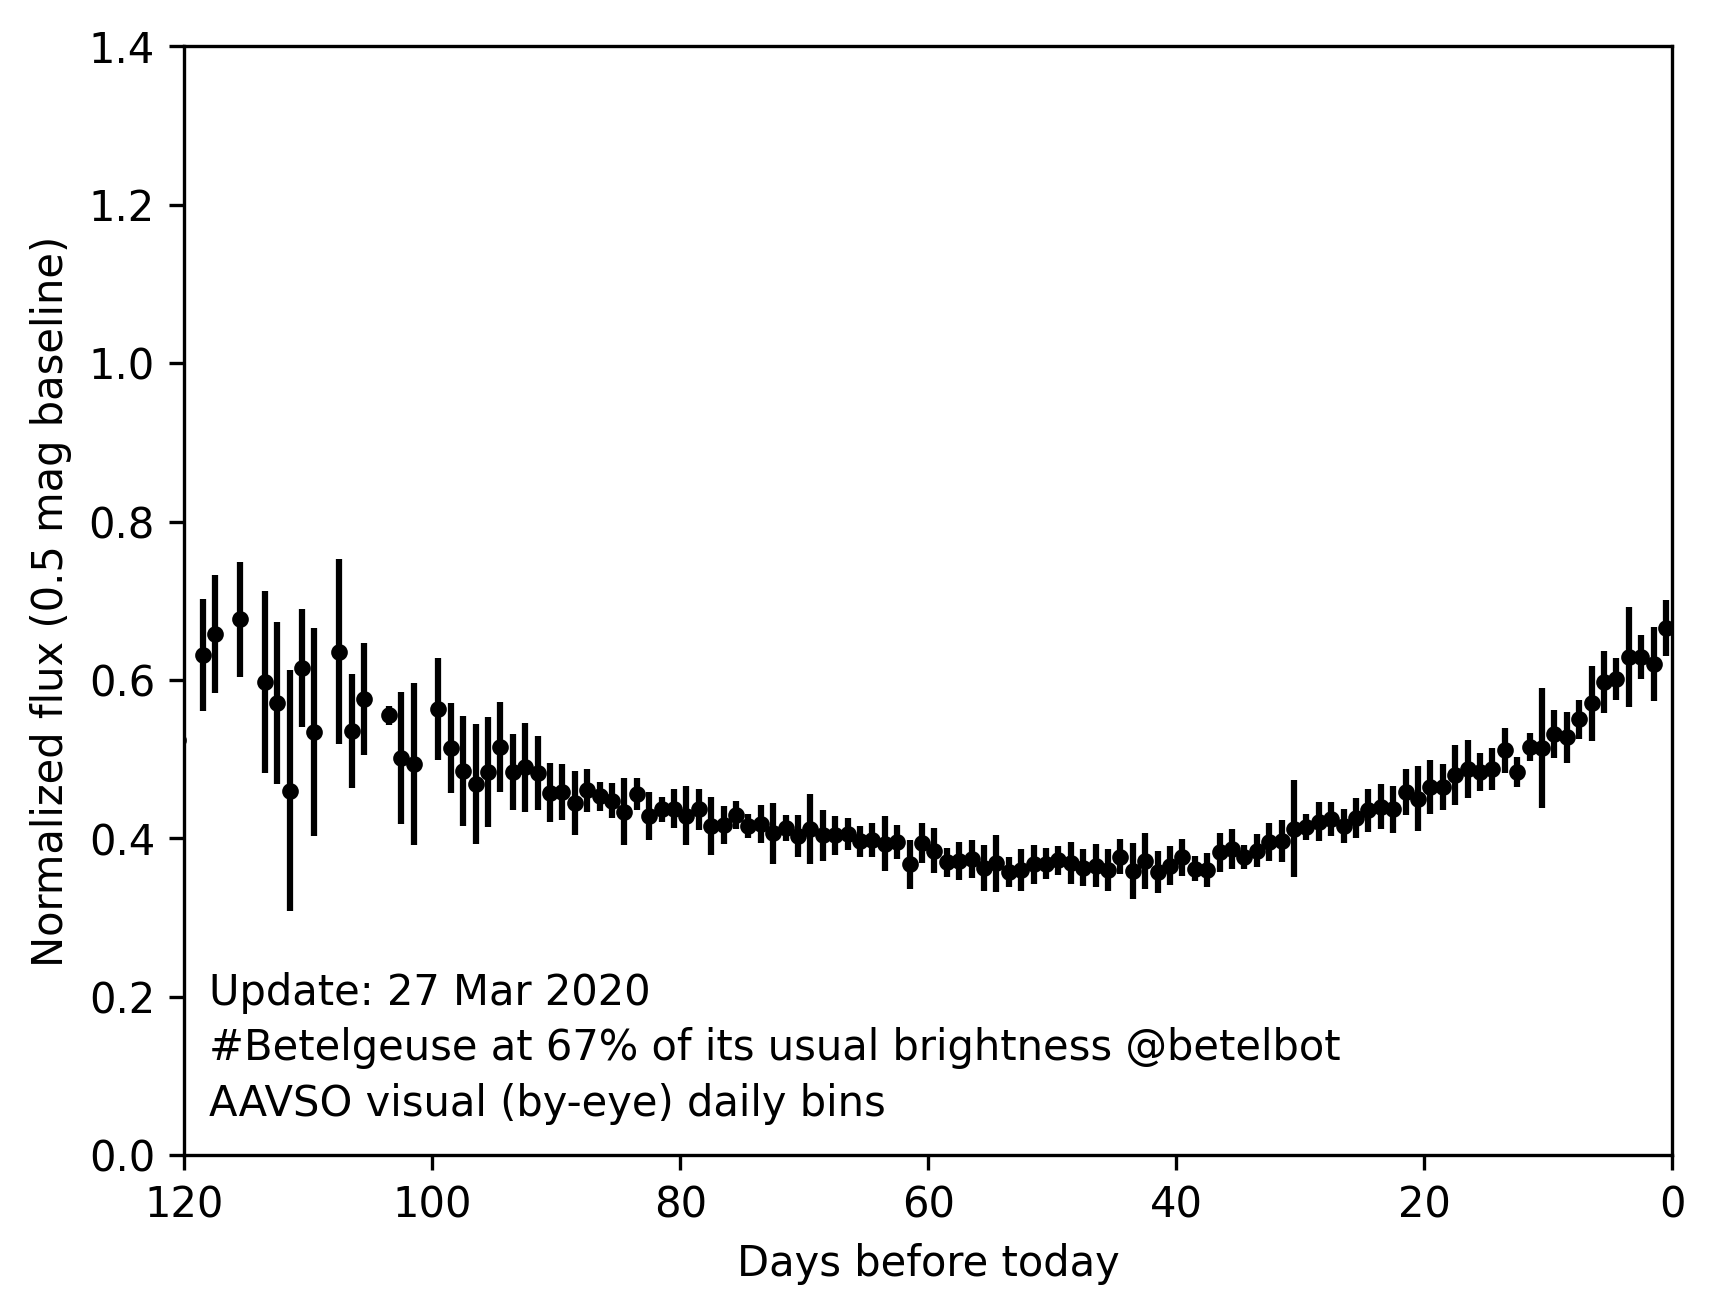 1.4
1.2
1.0
0.8
0.6
0.4
0.2
0.0
Normalized flux (0.5 mag baseline)
Update: 27 Mar 2020
#Betelgeuse at 67% of its usual brightness @betelbot
AAVSO visual (by-eye) daily bins
120 100 80 60 40 20 0
Days before today